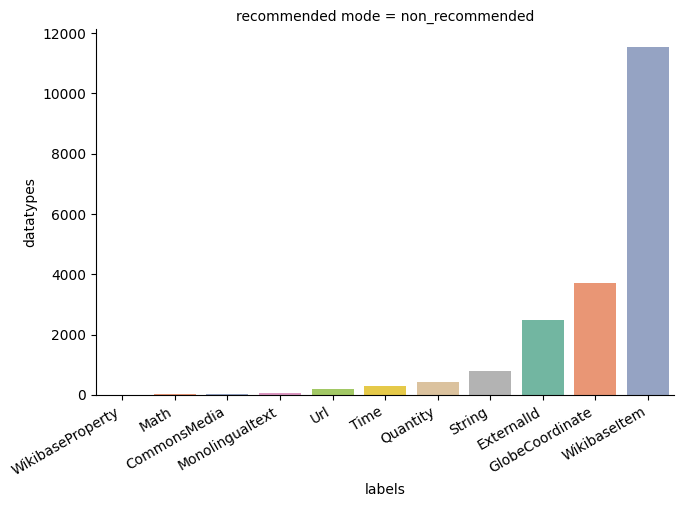 recommended mode = non_recommended
12000
10000
8000
6000
4000
2000
0
datatypes
WikibaseProperty
Math
CommonsMedia
Monolingualtext
Url
Time
Quantity
String
ExternalId
GlobeCoordinate
WikibaseItem
labels